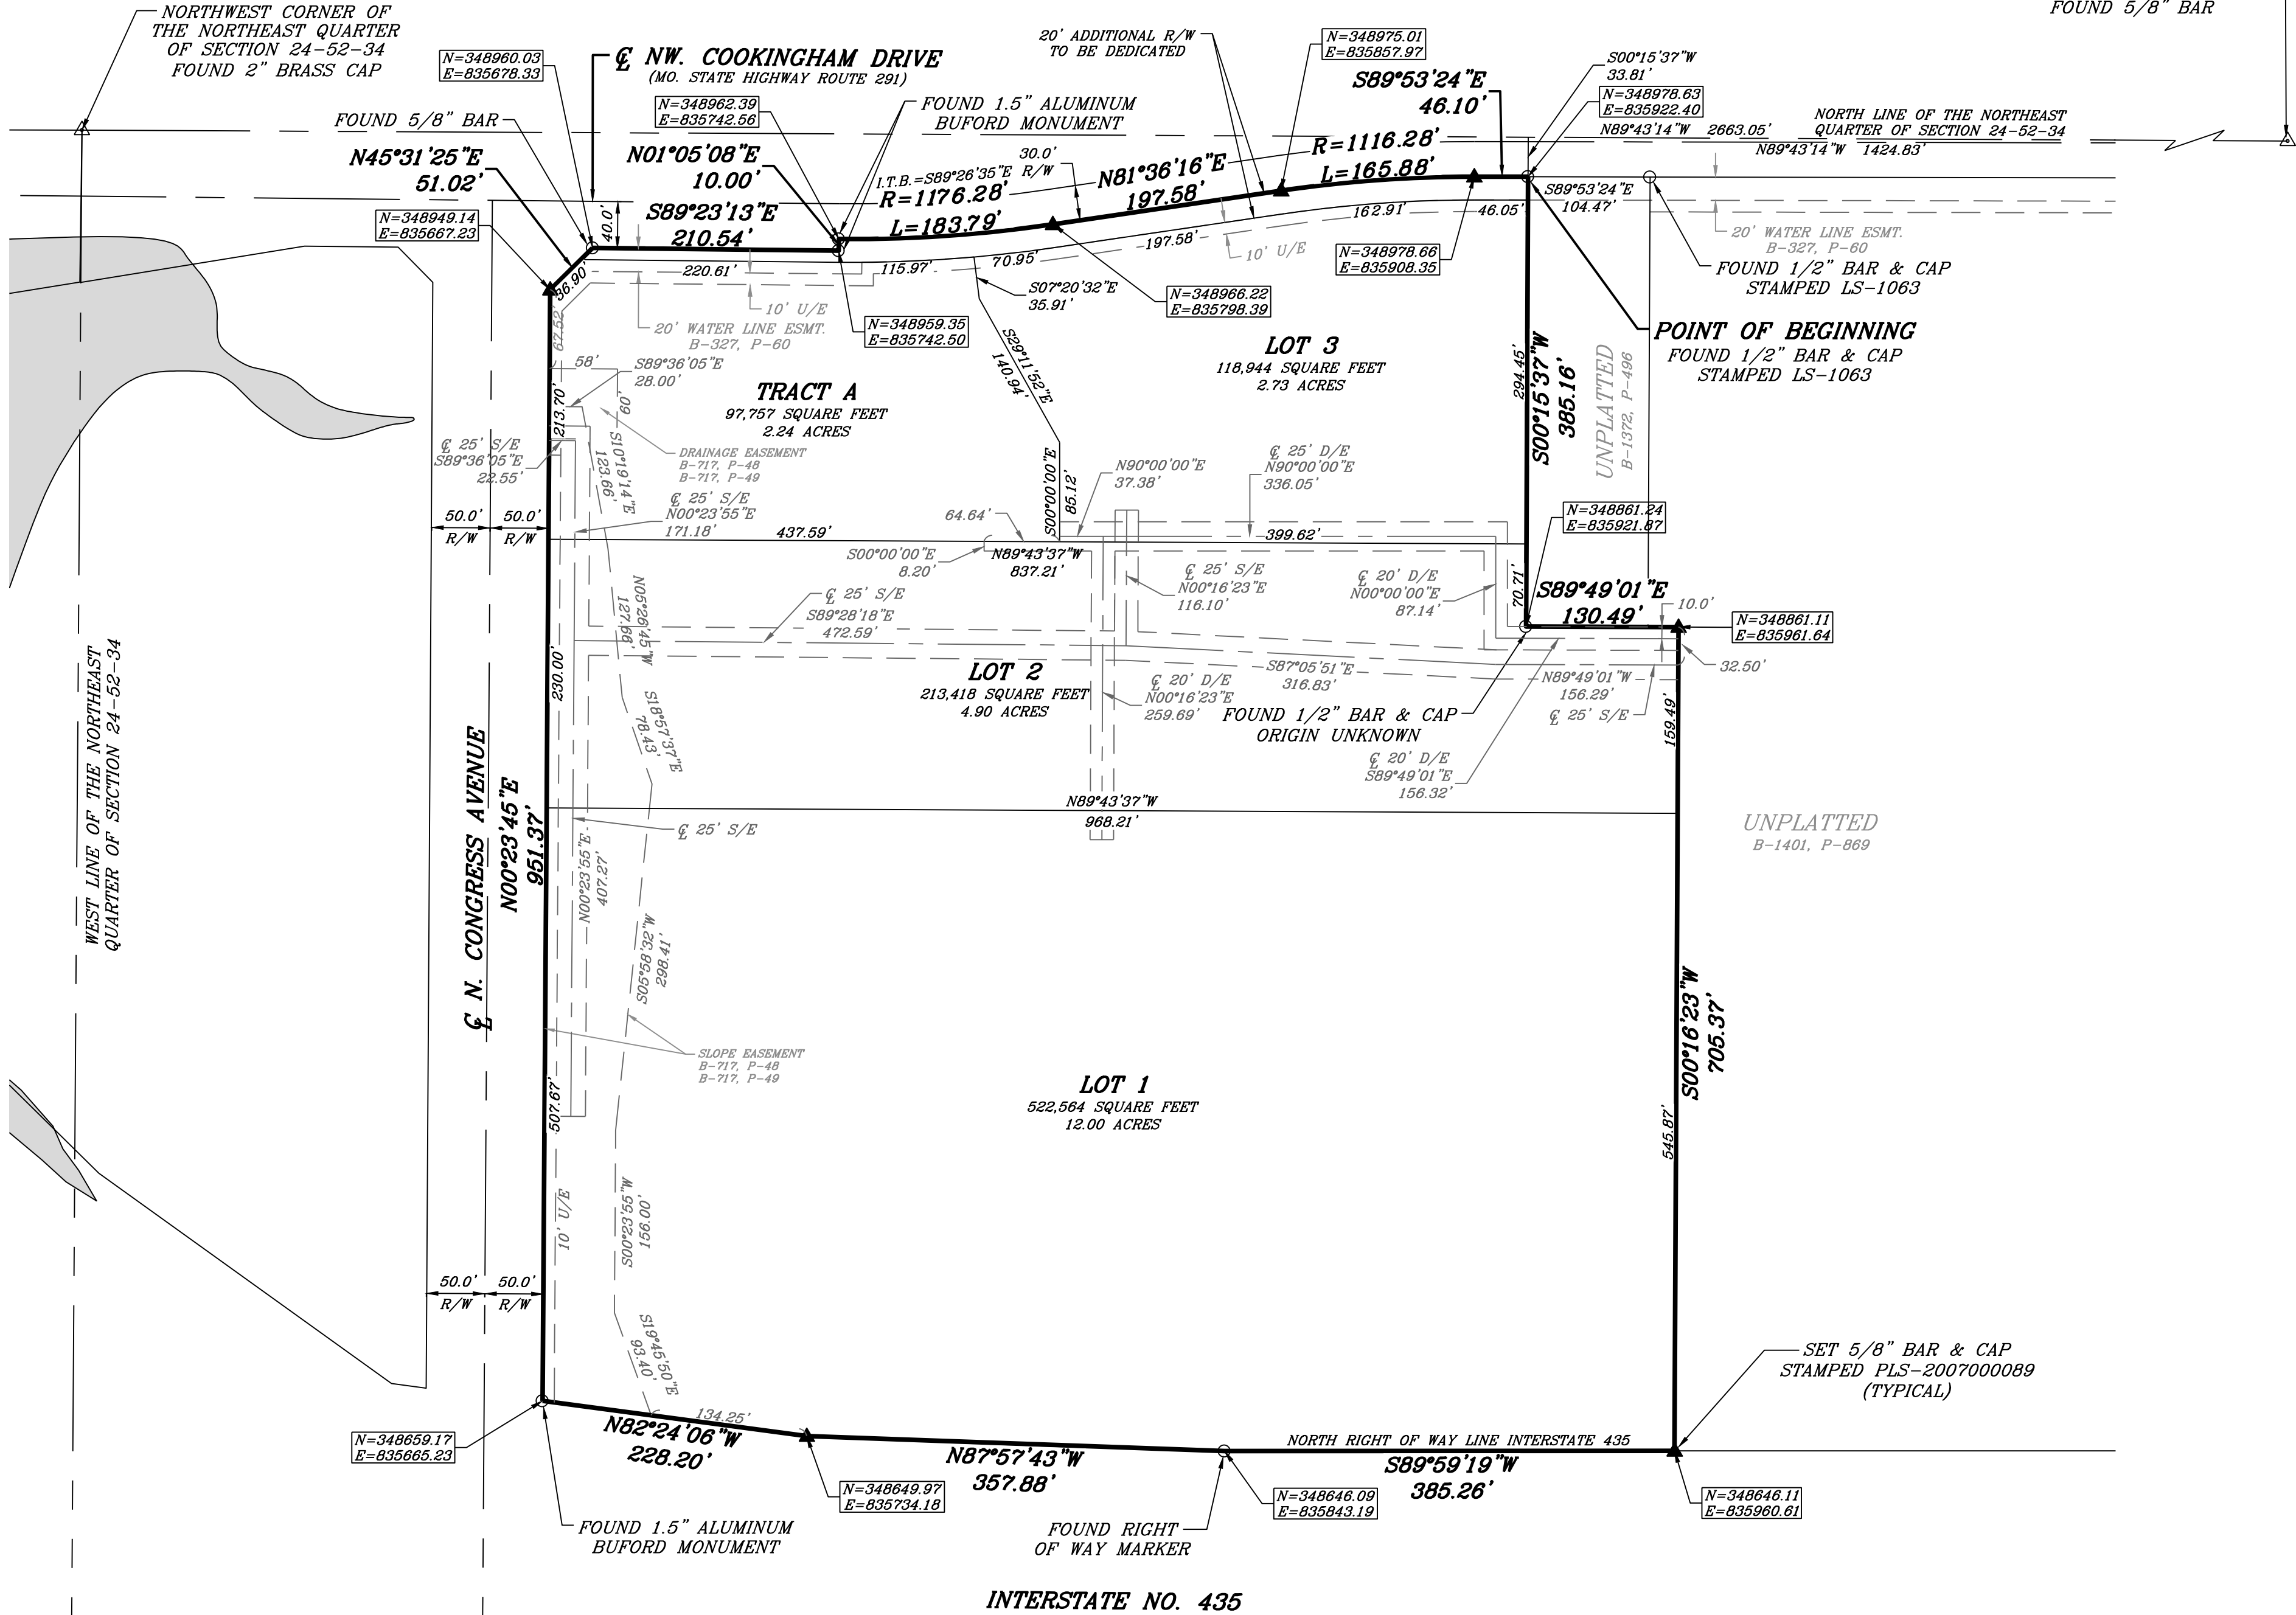 NORTHWEST CORNER OF
THE NORTHEAST QUARTER
OF SECTION 24-52-34
FOUND 2" BRASS CAP
FOUND 5/8" BAR
N=348960.03
E=835678.33
℄ NW. COOKINGHAM DRIVE
(MO. STATE HIGHWAY ROUTE 291)
20' ADDITIONAL R/W
TO BE DEDICATED
N=348975.01
E=835857.97
S00°15'37"W
33.81'
S89°53'24"E
46.10'
N=348978.63
E=835922.40
N=348962.39
E=835742.56
FOUND 1.5" ALUMINUM
BUFORD MONUMENT
FOUND 5/8" BAR
NORTH LINE OF THE NORTHEAST
QUARTER OF SECTION 24-52-34
N89°43'14"W 2663.05'
N89°43'14"W 1424.83'
N45°31'25"E
51.02'
N01°05'08"E
10.00'
30.0'
R/W
I.T.B.=S89°26'35"E
R=1176.28'
L=183.79'
N81°36'16"E
197.58'
R=1116.28'
L=165.88'
N=348949.14
E=835667.23
40.0'
S89°23'13"E
210.54'
S89°53'24"E
104.47'
162.91'
46.05'
197.58'
10' U/E
70.95'
115.97'
220.61'
36.90'
20' WATER LINE ESMT.
B-327, P-60
FOUND 1/2" BAR & CAP
STAMPED LS-1063
N=348978.66
E=835908.35
S07°20'32"E
35.91'
N=348966.22
E=835798.39
10' U/E
20' WATER LINE ESMT.
B-327, P-60
N=348959.35
E=835742.50
67.52'
58'
S89°36'05"E
28.00'
60'
213.70'
TRACT A
97,757 SQUARE FEET
2.24 ACRES
S29°11'52"E
140.94'
LOT 3
118,944 SQUARE FEET
2.73 ACRES
294.45'
S00°15'37"W
385.16'
UNPLATTED
B-1372, P-496
POINT OF BEGINNING
FOUND 1/2" BAR & CAP
STAMPED LS-1063
℄ 25' S/E
S89°36'05"E
22.55'
S10°19'14"E
123.66'
DRAINAGE EASEMENT
B-717, P-48
B-717, P-49
℄ 25' S/E
N00°23'55"E
171.18'
S00°00'00"E
85.12'
N90°00'00"E
37.38'
℄ 25' D/E
N90°00'00"E
336.05'
50.0'
R/W
50.0'
R/W
64.64'
437.59'
399.62'
N=348861.24
E=835921.87
S00°00'00"E
8.20'
N89°43'37"W
837.21'
℄ 25' S/E
N00°16'23"E
116.10'
℄ 20' D/E
N00°00'00"E
87.14'
70.71'
S89°49'01"E
130.49'
10.0'
N=348861.11
E=835961.64
N05°26'45"W
127.66'
℄ 25' S/E
S89°28'18"E
472.59'
WEST LINE OF THE NORTHEAST
QUARTER OF SECTION 24-52-34
230.00'
LOT 2
213,418 SQUARE FEET
4.90 ACRES
S87°05'51"E
316.83'
32.50'
N89°49'01"W
156.29'
℄ 25' S/E
℄ 20' D/E
N00°16'23"E
259.69'
FOUND 1/2" BAR & CAP
ORIGIN UNKNOWN
℄ 20' D/E
S89°49'01"E
156.32'
S18°57'37"E
78.43'
159.49'
℄ N. CONGRESS AVENUE
N00°23'45"E
951.37'
N89°43'37"W
968.21'
℄ 25' S/E
UNPLATTED
B-1401, P-869
N00°23'55"E
407.27'
S05°58'32"W
298.41'
S00°16'23"W
705.37'
SLOPE EASEMENT
B-717, P-48
B-717, P-49
507.67'
LOT 1
522,564 SQUARE FEET
12.00 ACRES
545.87'
10' U/E
S00°23'55"W
156.00'
50.0'
R/W
50.0'
R/W
S19°45'50"E
93.40'
SET 5/8" BAR & CAP
STAMPED PLS-2007000089
(TYPICAL)
134.25'
N82°24'06"W
228.20'
N=348659.17
E=835665.23
N87°57'43"W
357.88'
NORTH RIGHT OF WAY LINE INTERSTATE 435
S89°59'19"W
385.26'
N=348649.97
E=835734.18
N=348646.09
E=835843.19
N=348646.11
E=835960.61
FOUND 1.5" ALUMINUM
BUFORD MONUMENT
FOUND RIGHT
OF WAY MARKER
INTERSTATE NO. 435